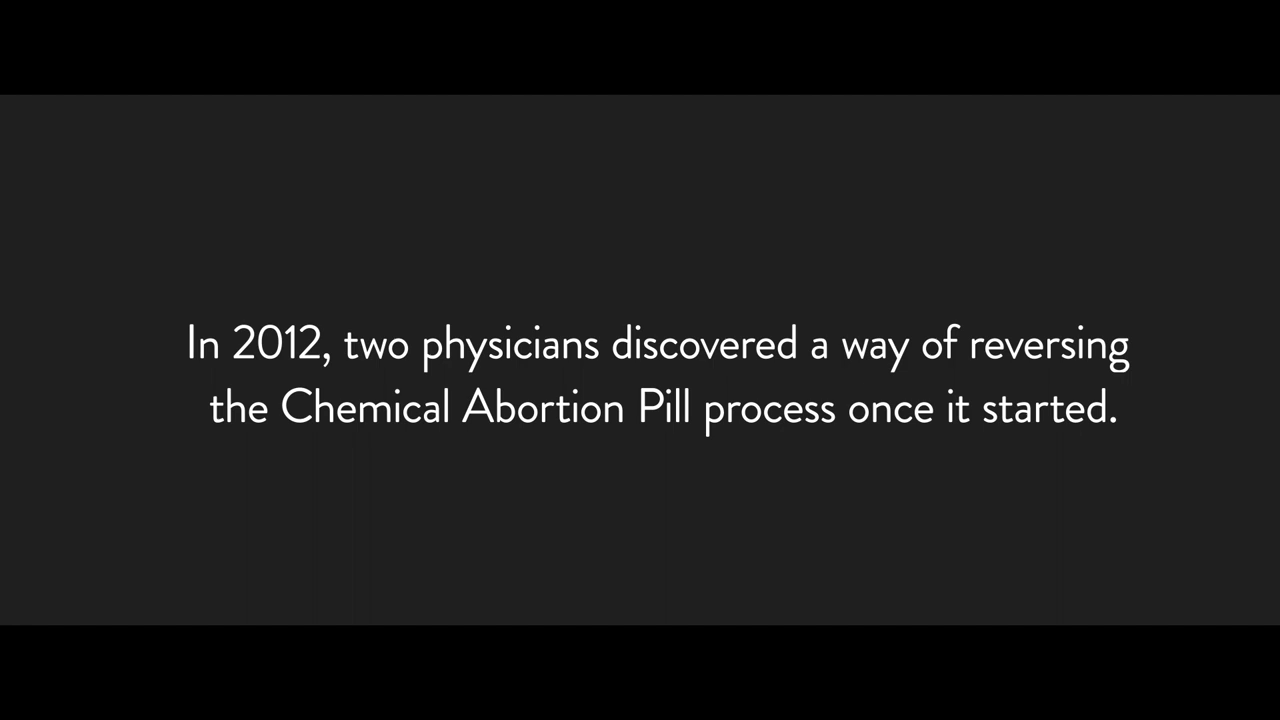 In 2012, two physicians discovered a way of reversing
the Chemical Abortion Pill process once it started.